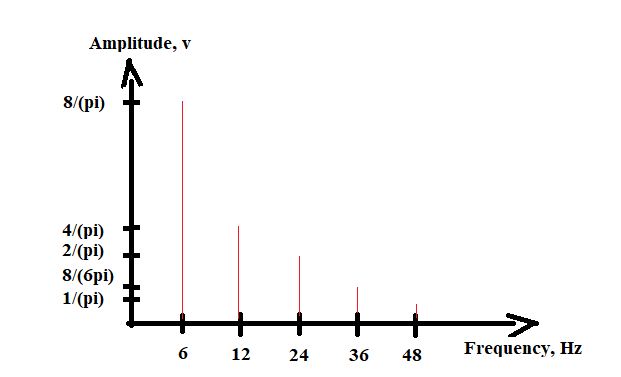 Amplitude, v
8/(pi)
4/(pi)
2/(pi)
8/(6pi)
1/(pi)
6 12 24 36 48
Frequency, Hz